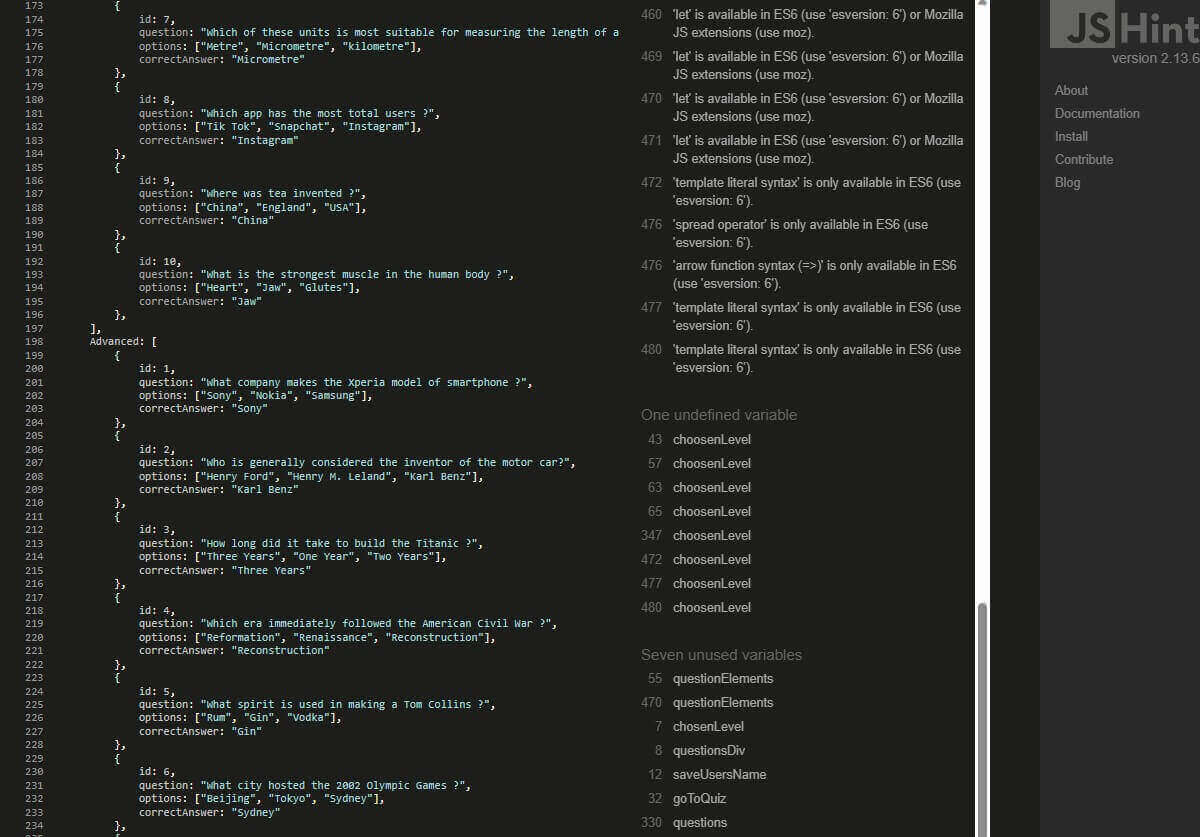 173 {
174 id: 7,
175 question: "Which of these units is most suitable for measuring the length of a
176 options: ["Metre", "Micrometre", "kilometre"],
177 correctAnswer: "Micrometre"
178 },
179 {
180 id: 8,
181 question: "Which app has the most total users ?",
182 options: ["Tik Tok", "Snapchat", "Instagram"],
183 correctAnswer: "Instagram"
184 },
185 {
186 id: 9,
187 question: "Where was tea invented ?",
188 options: ["China", "England", "USA"],
189 correctAnswer: "China"
190 },
191 {
192 id: 10,
193 question: "What is the strongest muscle in the human body ?",
194 options: ["Heart", "Jaw", "Glutes"],
195 correctAnswer: "Jaw"
196 },
197 ],
198 Advanced: [
199 {
200 id: 1,
201 question: "What company makes the Xperia model of smartphone ?",
202 options: ["Sony", "Nokia", "Samsung"],
203 correctAnswer: "Sony"
204 },
205 {
206 id: 2,
207 question: "Who is generally considered the inventor of the motor car?",
208 options: ["Henry Ford", "Henry M. Leland", "Karl Benz"],
209 correctAnswer: "Karl Benz"
210 },
211 {
212 id: 3,
213 question: "How long did it take to build the Titanic ?",
214 options: ["Three Years", "One Year", "Two Years"],
215 correctAnswer: "Three Years"
216 },
217 {
218 id: 4,
219 question: "Which era immediately followed the American Civil War ?",
220 options: ["Reformation", "Renaissance", "Reconstruction"],
221 correctAnswer: "Reconstruction"
222 },
223 {
224 id: 5,
225 question: "What spirit is used in making a Tom Collins ?",
226 options: ["Rum", "Gin", "Vodka"],
227 correctAnswer: "Gin"
228 },
229 {
230 id: 6,
231 question: "What city hosted the 2002 Olympic Games ?",
232 options: ["Beijing", "Tokyo", "Sydney"],
233 correctAnswer: "Sydney"
234 },
235 {
460 'let' is available in ES6 (use 'esversion: 6') or Mozilla
JS extensions (use moz).
469 'let' is available in ES6 (use 'esversion: 6') or Mozilla
JS extensions (use moz).
470 'let' is available in ES6 (use 'esversion: 6') or Mozilla
JS extensions (use moz).
471 'let' is available in ES6 (use 'esversion: 6') or Mozilla
JS extensions (use moz).
472 'template literal syntax' is only available in ES6 (use
'esversion: 6').
476 'spread operator' is only available in ES6 (use
'esversion: 6').
476 'arrow function syntax (=>)' is only available in ES6
(use 'esversion: 6').
477 'template literal syntax' is only available in ES6 (use
'esversion: 6').
480 'template literal syntax' is only available in ES6 (use
'esversion: 6').
One undefined variable
43 choosenLevel
57 choosenLevel
63 choosenLevel
65 choosenLevel
347 choosenLevel
472 choosenLevel
477 choosenLevel
480 choosenLevel
Seven unused variables
55 questionElements
470 questionElements
7 chosenLevel
8 questionsDiv
12 saveUsersName
32 goToQuiz
330 questions
JSHint
version 2.13.6
About
Documentation
Install
Contribute
Blog